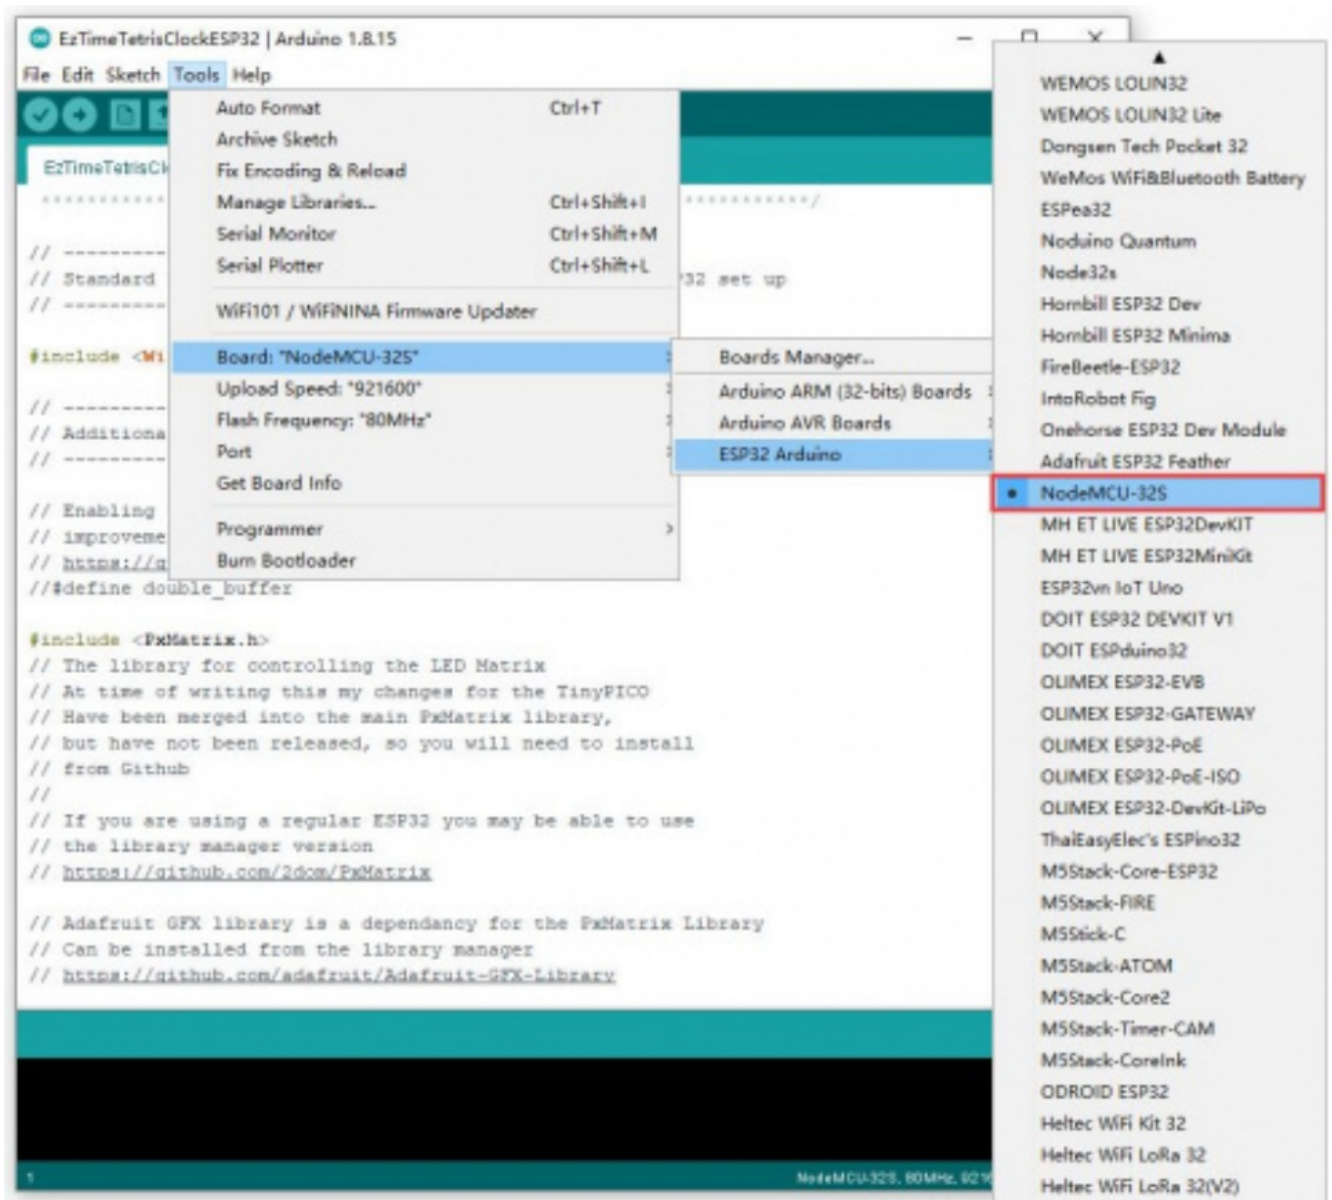 EzTimeTetrisClockESP32 | Arduino 1.8.15
File Edit Sketch Tools Help
EzTimeTetrisCl
***********/
// ---------
// Standard
32 set up
// ---------
#include <Wi
// ---------
// Additiona
// ---------
// Enabling
// improveme
// https://g
//#define double_buffer
#include <PxMatrix.h>
// The library for controlling the LED Matrix
// At time of writing this my changes for the TinyPICO
// Have been merged into the main PxMatrix library,
// but have not been released, so you will need to install
// from Github
//
// If you are using a regular ESP32 you may be able to use
// the library manager version
// https://github.com/2dom/PxMatrix
// Adafruit GFX library is a dependancy for the PxMatrix Library
// Can be installed from the library manager
// https://github.com/adafruit/Adafruit-GFX-Library
1
NodeMCU-32S, 80MHz, 921
Auto Format Ctrl+T
Archive Sketch
Fix Encoding & Reload
Manage Libraries... Ctrl+Shift+I
Serial Monitor Ctrl+Shift+M
Serial Plotter Ctrl+Shift+L
WiFi101 / WiFiNINA Firmware Updater
Board: "NodeMCU-32S"
Upload Speed: "921600"
Flash Frequency: "80MHz"
Port
Get Board Info
Programmer
Burn Bootloader
Boards Manager...
Arduino ARM (32-bits) Boards
Arduino AVR Boards
ESP32 Arduino
WEMOS LOLIN32
WEMOS LOLIN32 Lite
Dongsen Tech Pocket 32
WeMos WiFi&Bluetooth Battery
ESPea32
Noduino Quantum
Node32s
Hornbill ESP32 Dev
Hornbill ESP32 Minima
FireBeetle-ESP32
IntoRobot Fig
Onehorse ESP32 Dev Module
Adafruit ESP32 Feather
NodeMCU-32S
MH ET LIVE ESP32DevKIT
MH ET LIVE ESP32MiniKit
ESP32vn IoT Uno
DOIT ESP32 DEVKIT V1
DOIT ESPduino32
OLIMEX ESP32-EVB
OLIMEX ESP32-GATEWAY
OLIMEX ESP32-PoE
OLIMEX ESP32-PoE-ISO
OLIMEX ESP32-DevKit-LiPo
ThaiEasyElec's ESPino32
M5Stack-Core-ESP32
M5Stack-FIRE
M5Stick-C
M5Stack-ATOM
M5Stack-Core2
M5Stack-Timer-CAM
M5Stack-CoreInk
ODROID ESP32
Heltec WiFi Kit 32
Heltec WiFi LoRa 32
Heltec WiFi LoRa 32(V2)